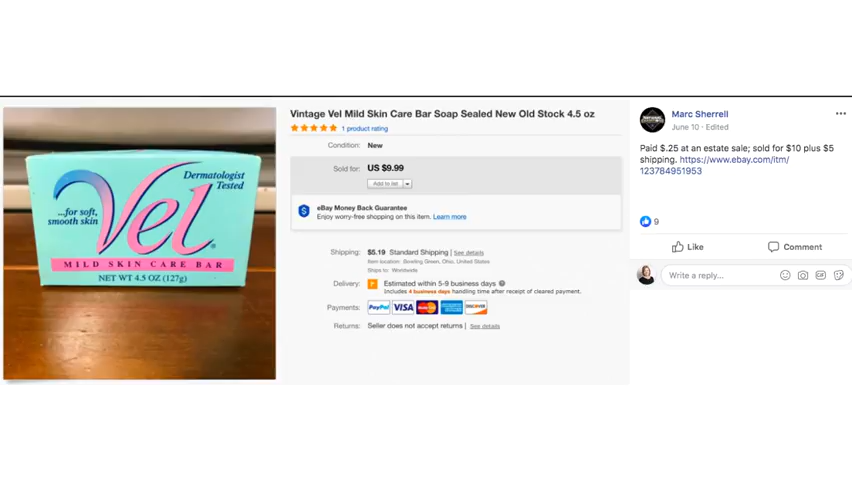 Dermatologist
Tested
...for soft,
smooth skin
Vel®
MILD SKIN CARE BAR
NET WT 4.5 OZ (127g)
Vintage Vel Mild Skin Care Bar Soap Sealed New Old Stock 4.5 oz
1 product rating
Condition: New
Sold for: US $9.99
Add to list
eBay Money Back Guarantee
Enjoy worry-free shopping on this item. Learn more
Shipping: $5.19 Standard Shipping | See details
Item location: Bowling Green, Ohio, United States
Ships to: Worldwide
Delivery: Estimated within 5-9 business days
Includes 4 business days handling time after receipt of cleared payment.
Payments: PayPal VISA MasterCard DISCOVER
Returns: Seller does not accept returns | See details
Marc Sherrell
June 10 · Edited
Paid $.25 at an estate sale; sold for $10 plus $5
shipping. https://www.ebay.com/itm/
123784951953
9
Like Comment
Write a reply...
GIF